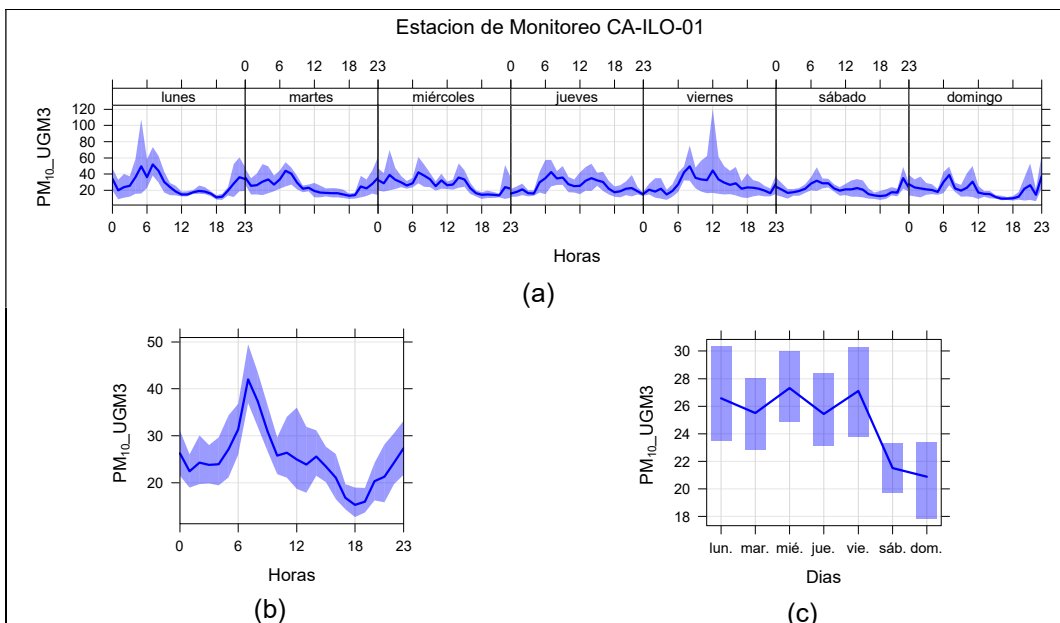 Estacion de Monitoreo CA-ILO-01
0 6 12 18 23 0 6 12 18 23 0 6 12 18 23
lunes martes miércoles jueves viernes sábado domingo
120
100
80
60
40
20
PM₁₀_UGM3
0 6 12 18 23 0 6 12 18 23 0 6 12 18 23 0 6 12 18 23
Horas
(a)
50
40
30
20
PM₁₀_UGM3
0 6 12 18 23
Horas
(b)
30
28
26
24
22
20
18
PM₁₀_UGM3
lun. mar. mié. jue. vie. sáb. dom.
Dias
(c)